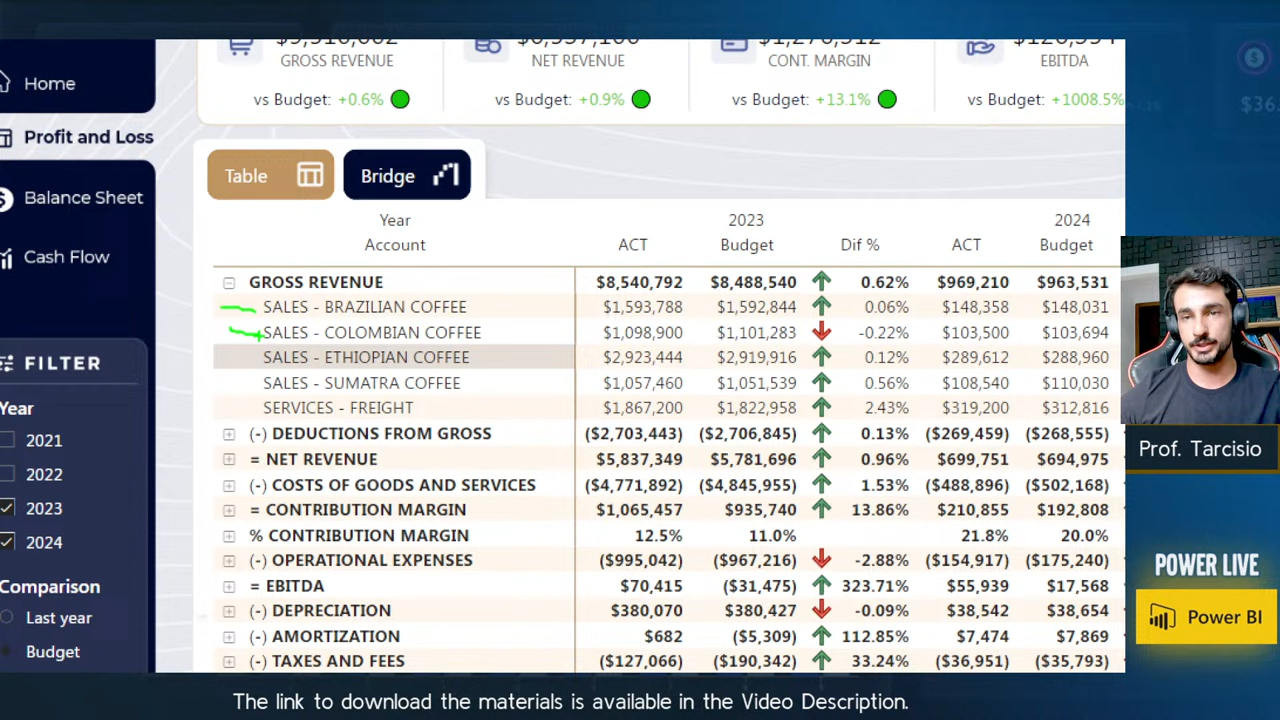 GROSS REVENUE NET REVENUE CONT. MARGIN EBITDA
vs Budget: +0.6% vs Budget: +0.9% vs Budget: +13.1% vs Budget: +1008.5%
Home
Profit and Loss
Balance Sheet
Cash Flow
FILTER
Year
2021
2022
2023
2024
Comparison
Last year
Budget
Table Bridge
Year 2023 2024
Account ACT Budget Dif % ACT Budget
GROSS REVENUE $8,540,792 $8,488,540 0.62% $969,210 $963,531
SALES - BRAZILIAN COFFEE $1,593,788 $1,592,844 0.06% $148,358 $148,031
SALES - COLOMBIAN COFFEE $1,098,900 $1,101,283 -0.22% $103,500 $103,694
SALES - ETHIOPIAN COFFEE $2,923,444 $2,919,916 0.12% $289,612 $288,960
SALES - SUMATRA COFFEE $1,057,460 $1,051,539 0.56% $108,540 $110,030
SERVICES - FREIGHT $1,867,200 $1,822,958 2.43% $319,200 $312,816
(-) DEDUCTIONS FROM GROSS ($2,703,443) ($2,706,845) 0.13% ($269,459) ($268,555)
= NET REVENUE $5,837,349 $5,781,696 0.96% $699,751 $694,975
(-) COSTS OF GOODS AND SERVICES ($4,771,892) ($4,845,955) 1.53% ($488,896) ($502,168)
= CONTRIBUTION MARGIN $1,065,457 $935,740 13.86% $210,855 $192,808
% CONTRIBUTION MARGIN 12.5% 11.0% 21.8% 20.0%
(-) OPERATIONAL EXPENSES ($995,042) ($967,216) -2.88% ($154,917) ($175,240)
= EBITDA $70,415 ($31,475) 323.71% $55,939 $17,568
(-) DEPRECIATION $380,070 $380,427 -0.09% $38,542 $38,654
(-) AMORTIZATION $682 ($5,309) 112.85% $7,474 $7,869
(-) TAXES AND FEES ($127,066) ($190,342) 33.24% ($36,951) ($35,793)
Prof. Tarcisio
POWER LIVE
Power BI
The link to download the materials is available in the Video Description.